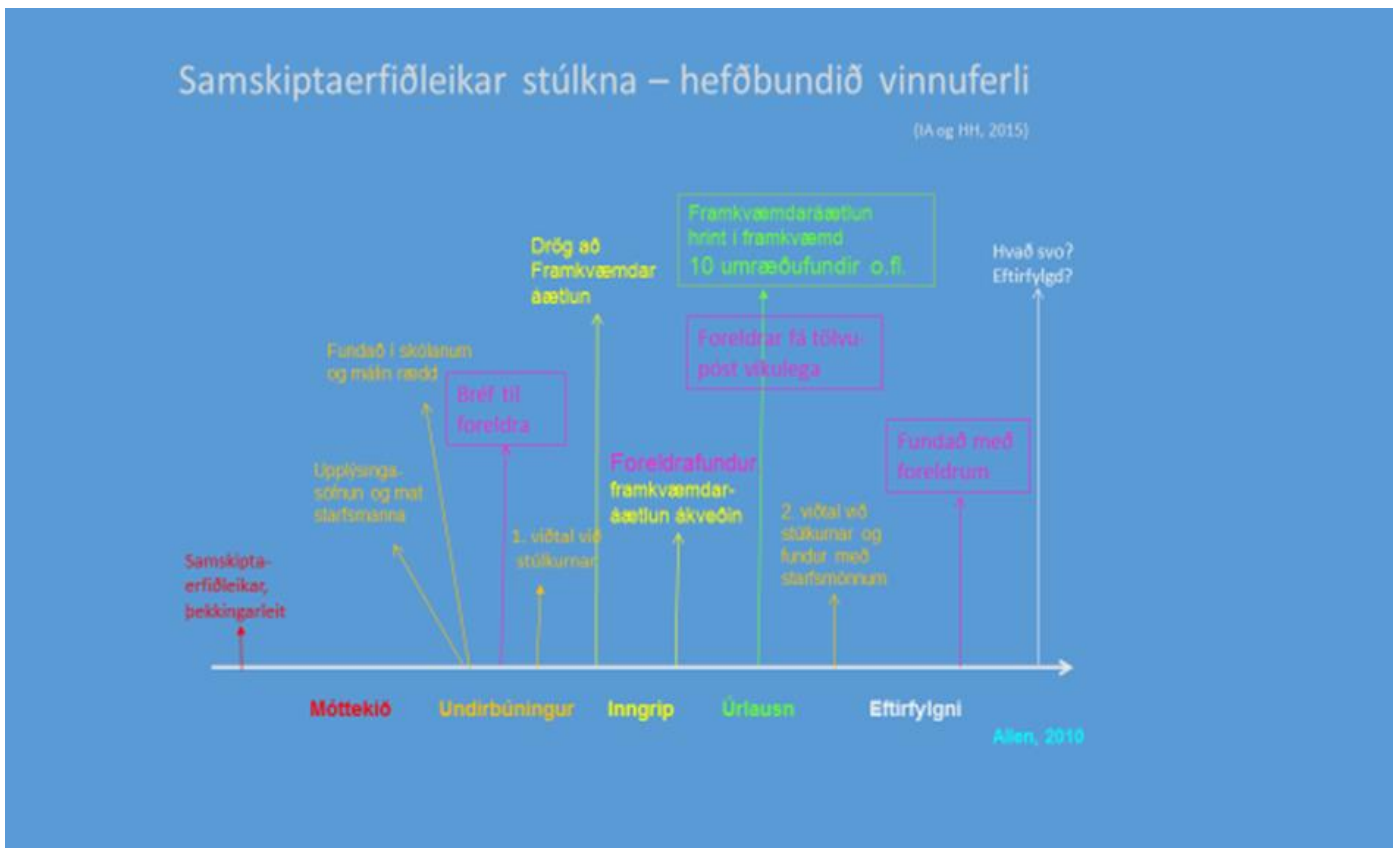 Samskiptaerfiðleikar stúlkna – hefðbundið vinnuferli
(IA og HH, 2015)
Framkvæmdaráætlun
hrint í framkvæmd
10 umræðufundir o.fl.
Drög að
Framkvæmdar
áætlun
Hvað svo?
Eftirfylgd?
Foreldrar fá tölvu-
póst vikulega
Fundað í skólanum
og málin rædd
Bréf til
foreldra
Fundað með
foreldrum
Foreldrafundur
framkvæmdar-
áætlun ákveðin
Upplýsinga-
söfnun og mat
starfsmanna
2. viðtal við
stúlkurnar og
fundur með
starfsmönnum
1. viðtal við
stúlkurnar
Samskipta-
erfiðleikar,
þekkingarleit
Móttekið
Undirbúningur
Inngrip
Úrlausn
Eftirfylgni
Allen, 2010